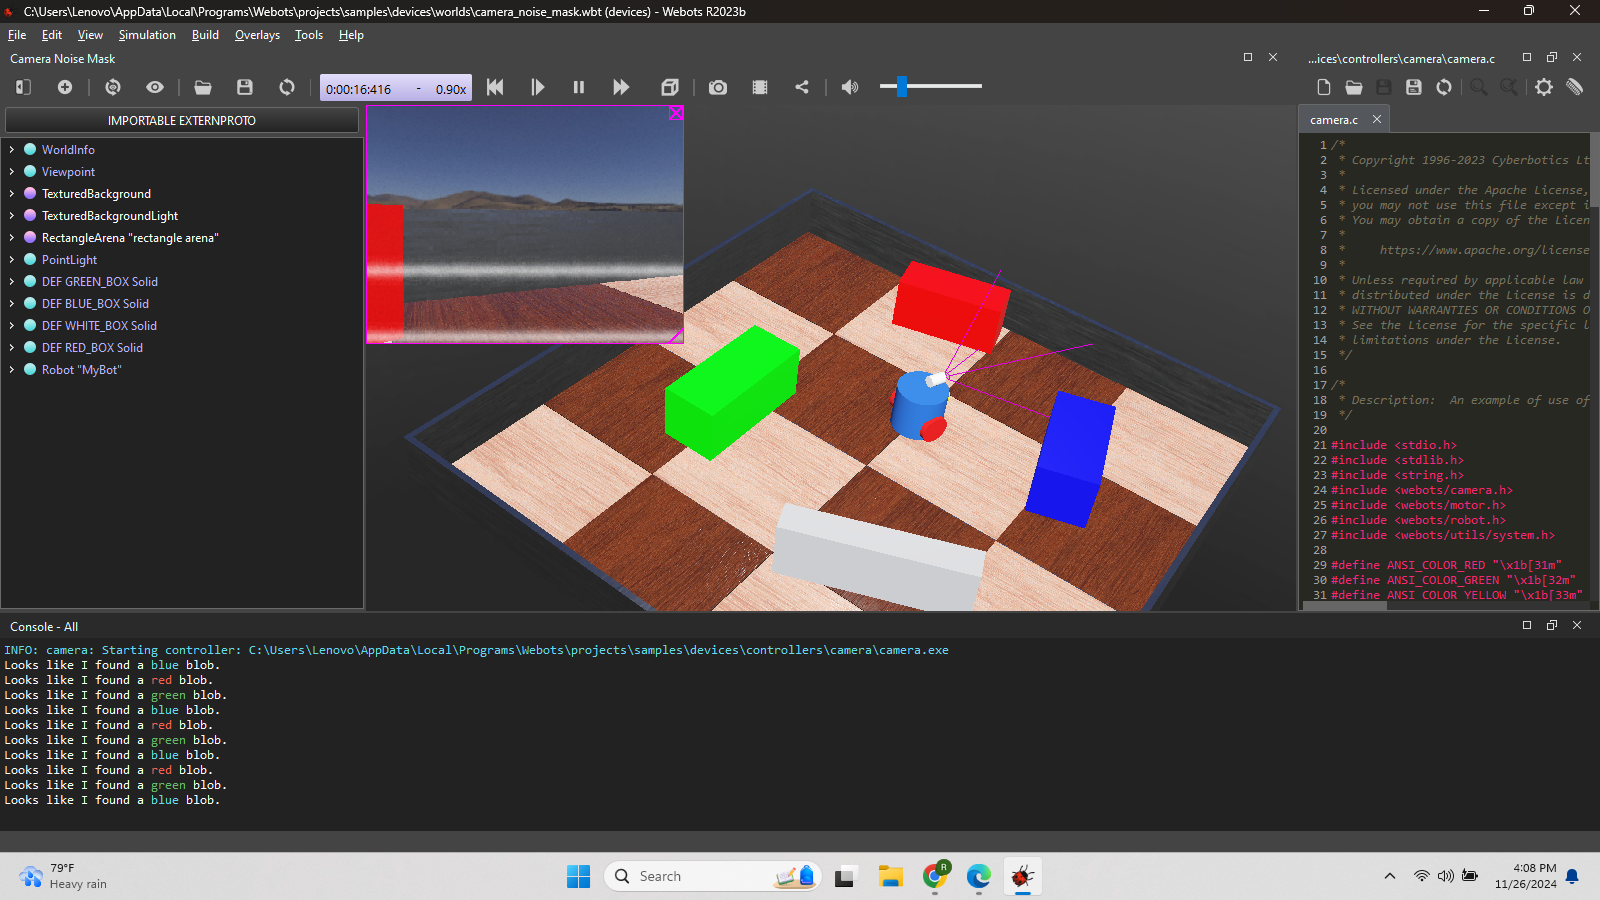 C:\Users\Lenovo\AppData\Local\Programs\Webots\projects\samples\devices\worlds\camera_noise_mask.wbt (devices) - Webots R2023b
File Edit View Simulation Build Overlays Tools Help
Camera Noise Mask
...ices\controllers\camera\camera.c
0:00:16:416 - 0.90x
IMPORTABLE EXTERNPROTO
WorldInfo
Viewpoint
TexturedBackground
TexturedBackgroundLight
RectangleArena "rectangle arena"
PointLight
DEF GREEN_BOX Solid
DEF BLUE_BOX Solid
DEF WHITE_BOX Solid
DEF RED_BOX Solid
Robot "MyBot"
camera.c
1 /*
2 * Copyright 1996-2023 Cyberbotics Lt
3 *
4 * Licensed under the Apache License,
5 * you may not use this file except i
6 * You may obtain a copy of the Licen
7 *
8 * https://www.apache.org/license
9 *
10 * Unless required by applicable law
11 * distributed under the License is d
12 * WITHOUT WARRANTIES OR CONDITIONS O
13 * See the License for the specific l
14 * limitations under the License.
15 */
16
17 /*
18 * Description: An example of use of
19 */
20
21 #include <stdio.h>
22 #include <stdlib.h>
23 #include <string.h>
24 #include <webots/camera.h>
25 #include <webots/motor.h>
26 #include <webots/robot.h>
27 #include <webots/utils/system.h>
28
29 #define ANSI_COLOR_RED "\x1b[31m"
30 #define ANSI_COLOR_GREEN "\x1b[32m"
31 #define ANSI_COLOR_YELLOW "\x1b[33m"
Console - All
INFO: camera: Starting controller: C:\Users\Lenovo\AppData\Local\Programs\Webots\projects\samples\devices\controllers\camera\camera.exe
Looks like I found a blue blob.
Looks like I found a red blob.
Looks like I found a green blob.
Looks like I found a blue blob.
Looks like I found a red blob.
Looks like I found a green blob.
Looks like I found a blue blob.
Looks like I found a red blob.
Looks like I found a green blob.
Looks like I found a blue blob.
79°F
Heavy rain
Search
R
4:08 PM
11/26/2024